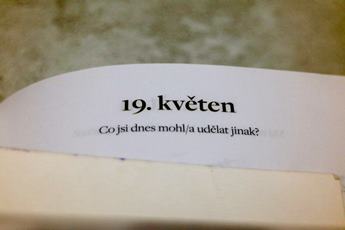 19. květen
Co jsi dnes mohl/a udělat jinak?